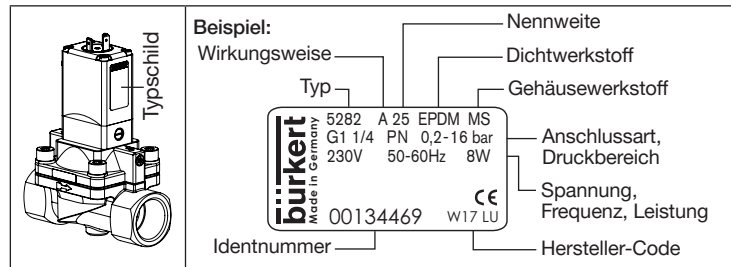 Typschild
Beispiel:
Nennweite
Wirkungsweise
Dichtwerkstoff
Typ
Gehäusewerkstoff
bürkert
Made in Germany
5282 A 25 EPDM MS
G1 1/4 PN 0,2-16 bar
230V 50-60Hz 8W
CE
00134469 W17 LU
Anschlussart,
Druckbereich
Spannung,
Frequenz, Leistung
Identnummer
Hersteller-Code